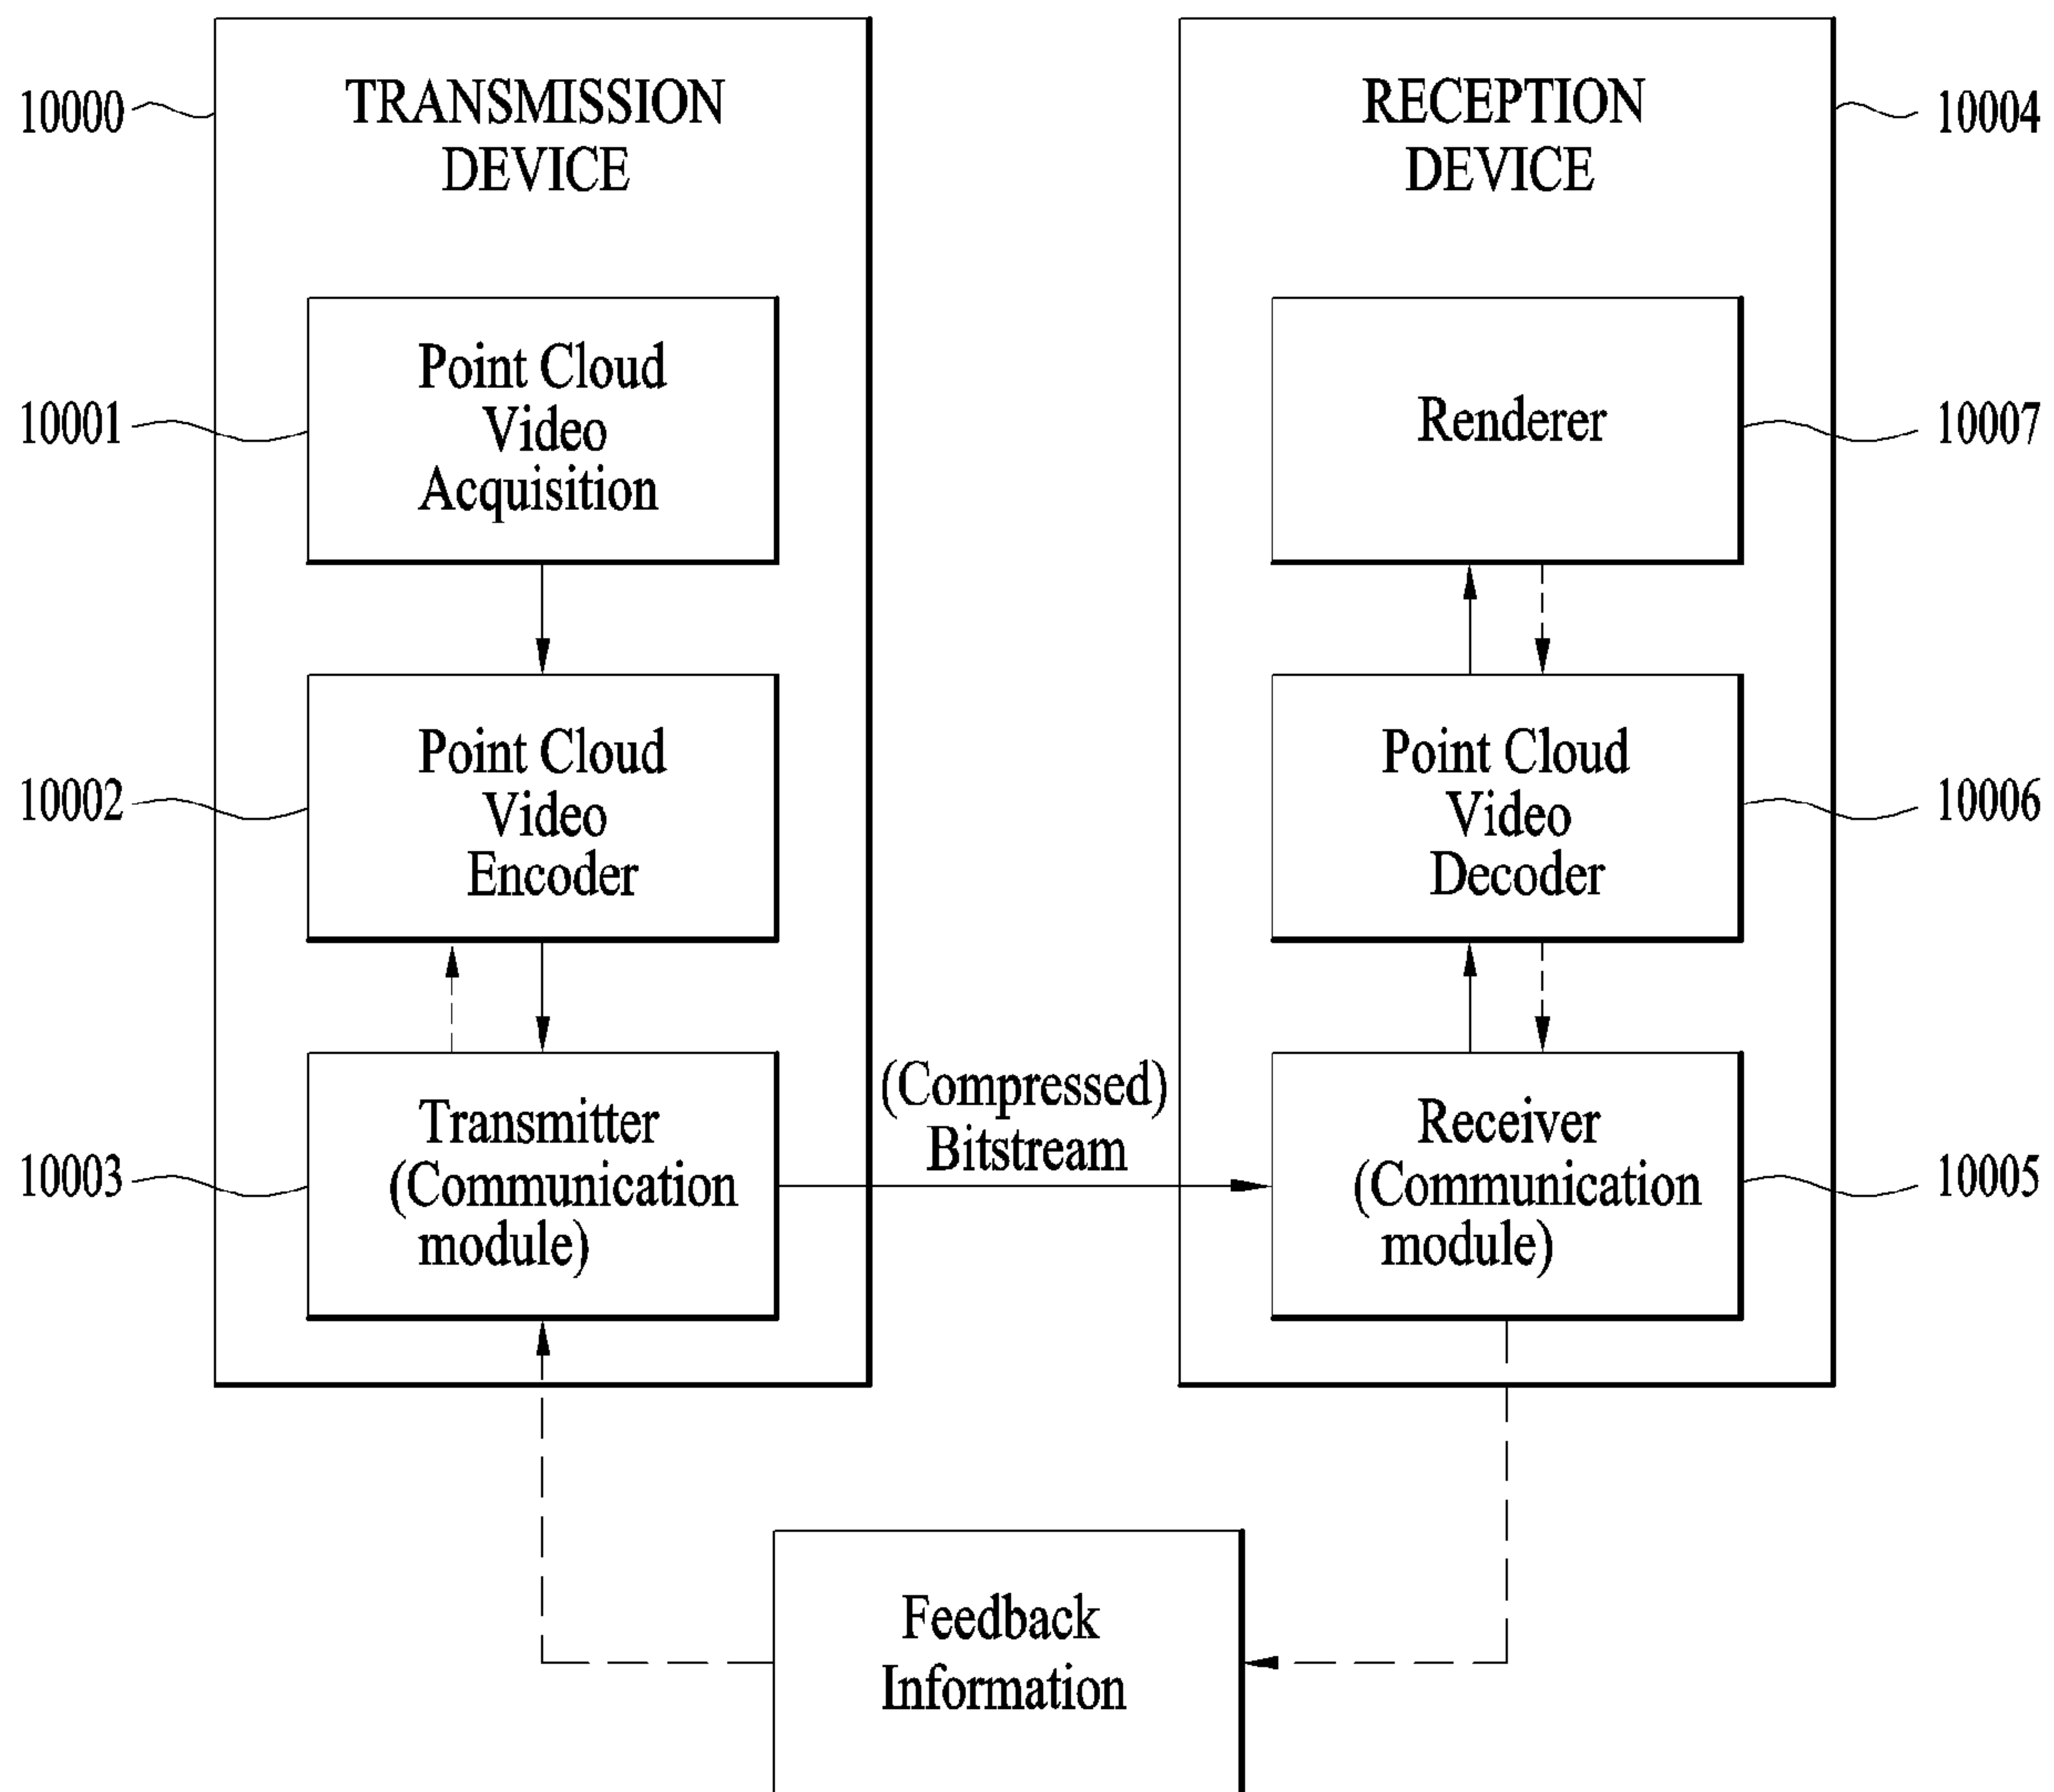 10000
TRANSMISSION
DEVICE
10001
Point Cloud
Video
Acquisition
10002
Point Cloud
Video
Encoder
10003
Transmitter
(Communication
module)
(Compressed)
Bitstream
RECEPTION
DEVICE
10004
Renderer
10007
Point Cloud
Video
Decoder
10006
Receiver
(Communication
module)
10005
Feedback
Information